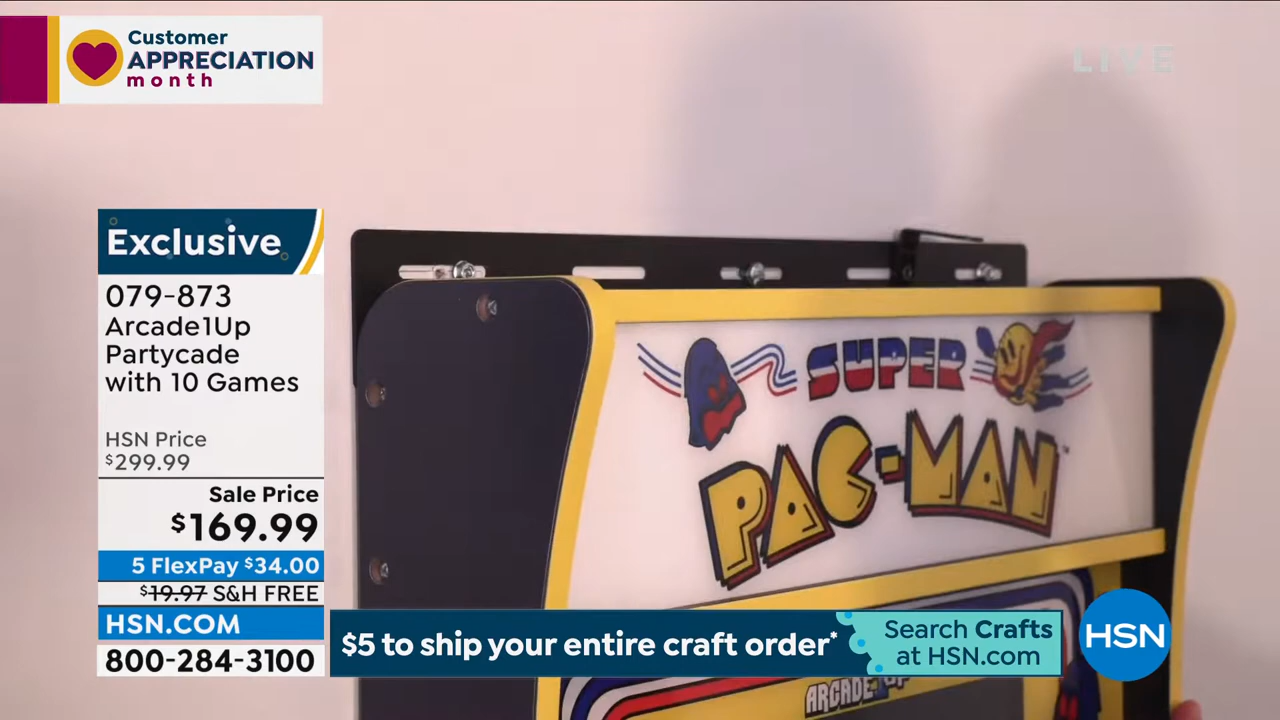 Customer
APPRECIATION
month
LIVE
Exclusive
079-873
Arcade1Up
Partycade
with 10 Games
HSN Price
$299.99
Sale Price
$169.99
5 FlexPay $34.00
$19.97 S&H FREE
HSN.COM
800-284-3100
SUPER
PAC-MAN™
ARCADE1UP
$5 to ship your entire craft order*
Search Crafts
at HSN.com
HSN